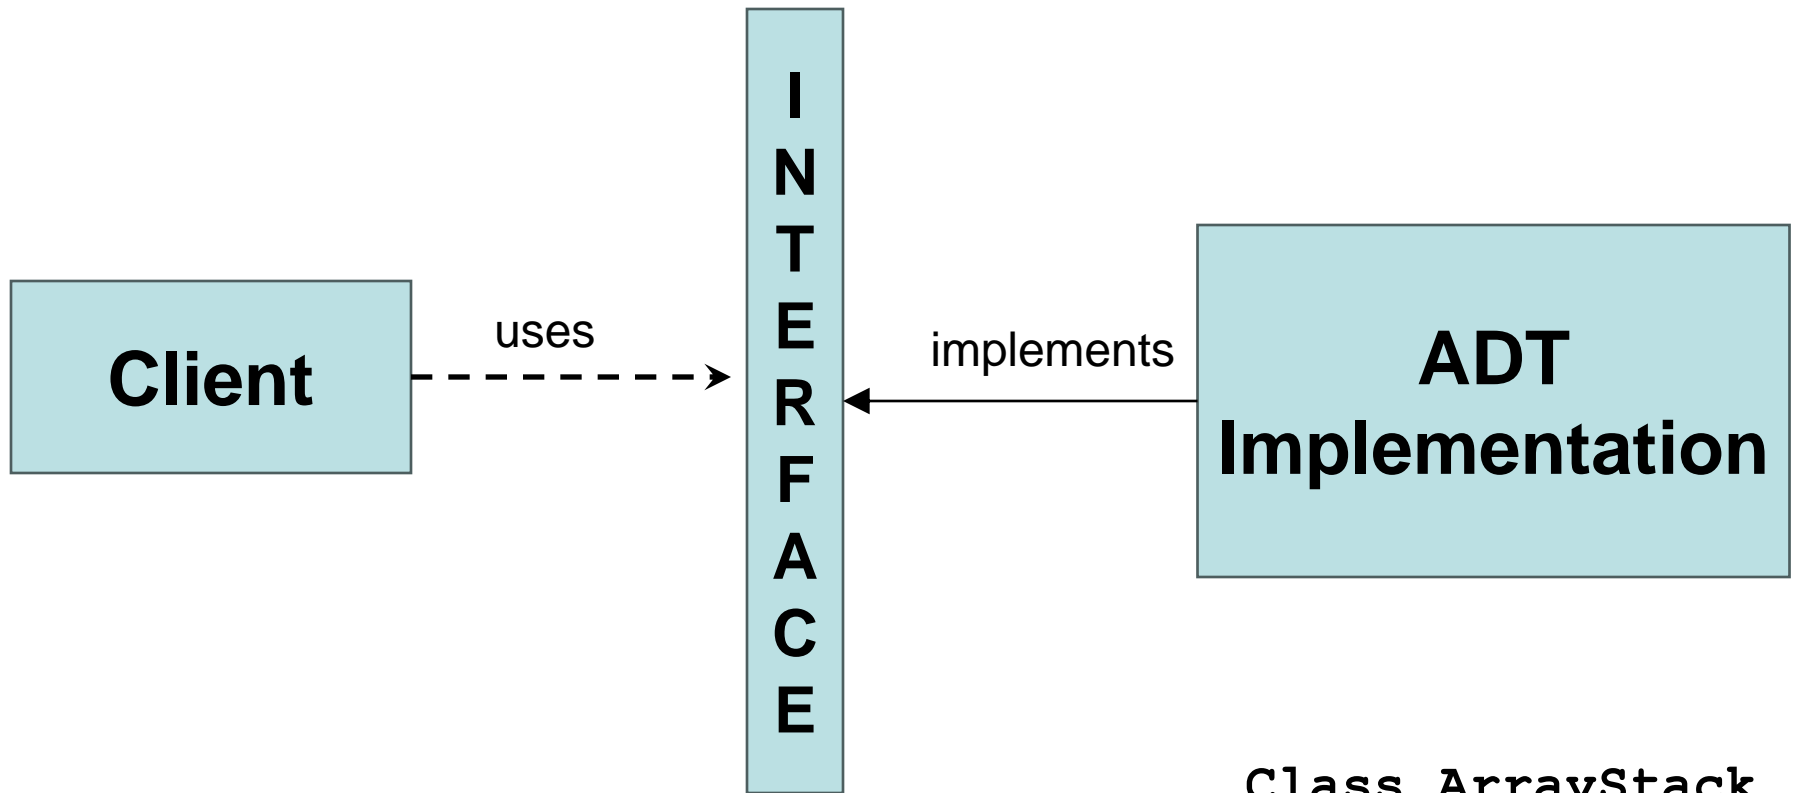 Client
uses
I
N
T
E
R
F
A
C
E
implements
ADT
Implementation
Class ArrayStack